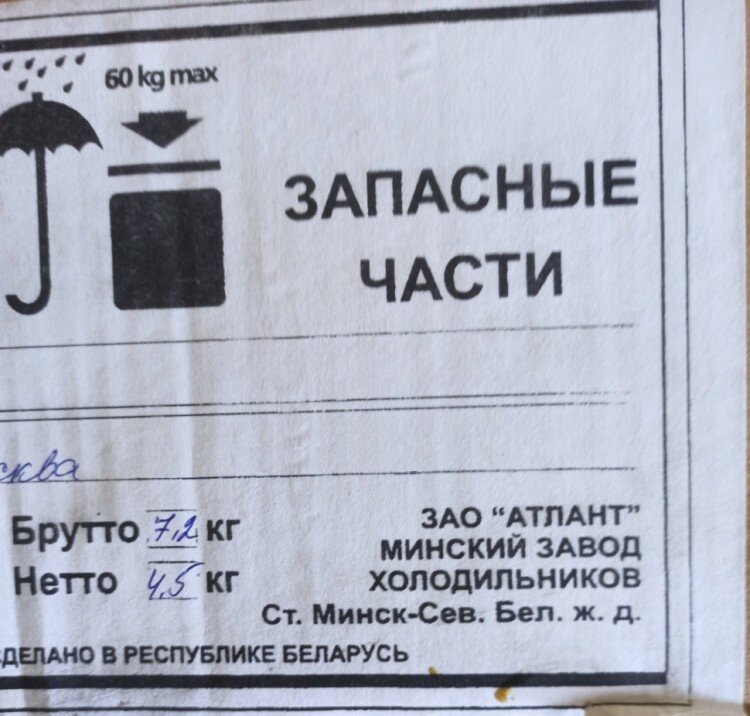 60 kg max
ЗАПАСНЫЕ
ЧАСТИ
Брутто 7,2 кг
Нетто 4,5 кг
ЗАО "АТЛАНТ"
МИНСКИЙ ЗАВОД
ХОЛОДИЛЬНИКОВ
Ст. Минск-Сев. Бел. ж. д.
СДЕЛАНО В РЕСПУБЛИКЕ БЕЛАРУСЬ